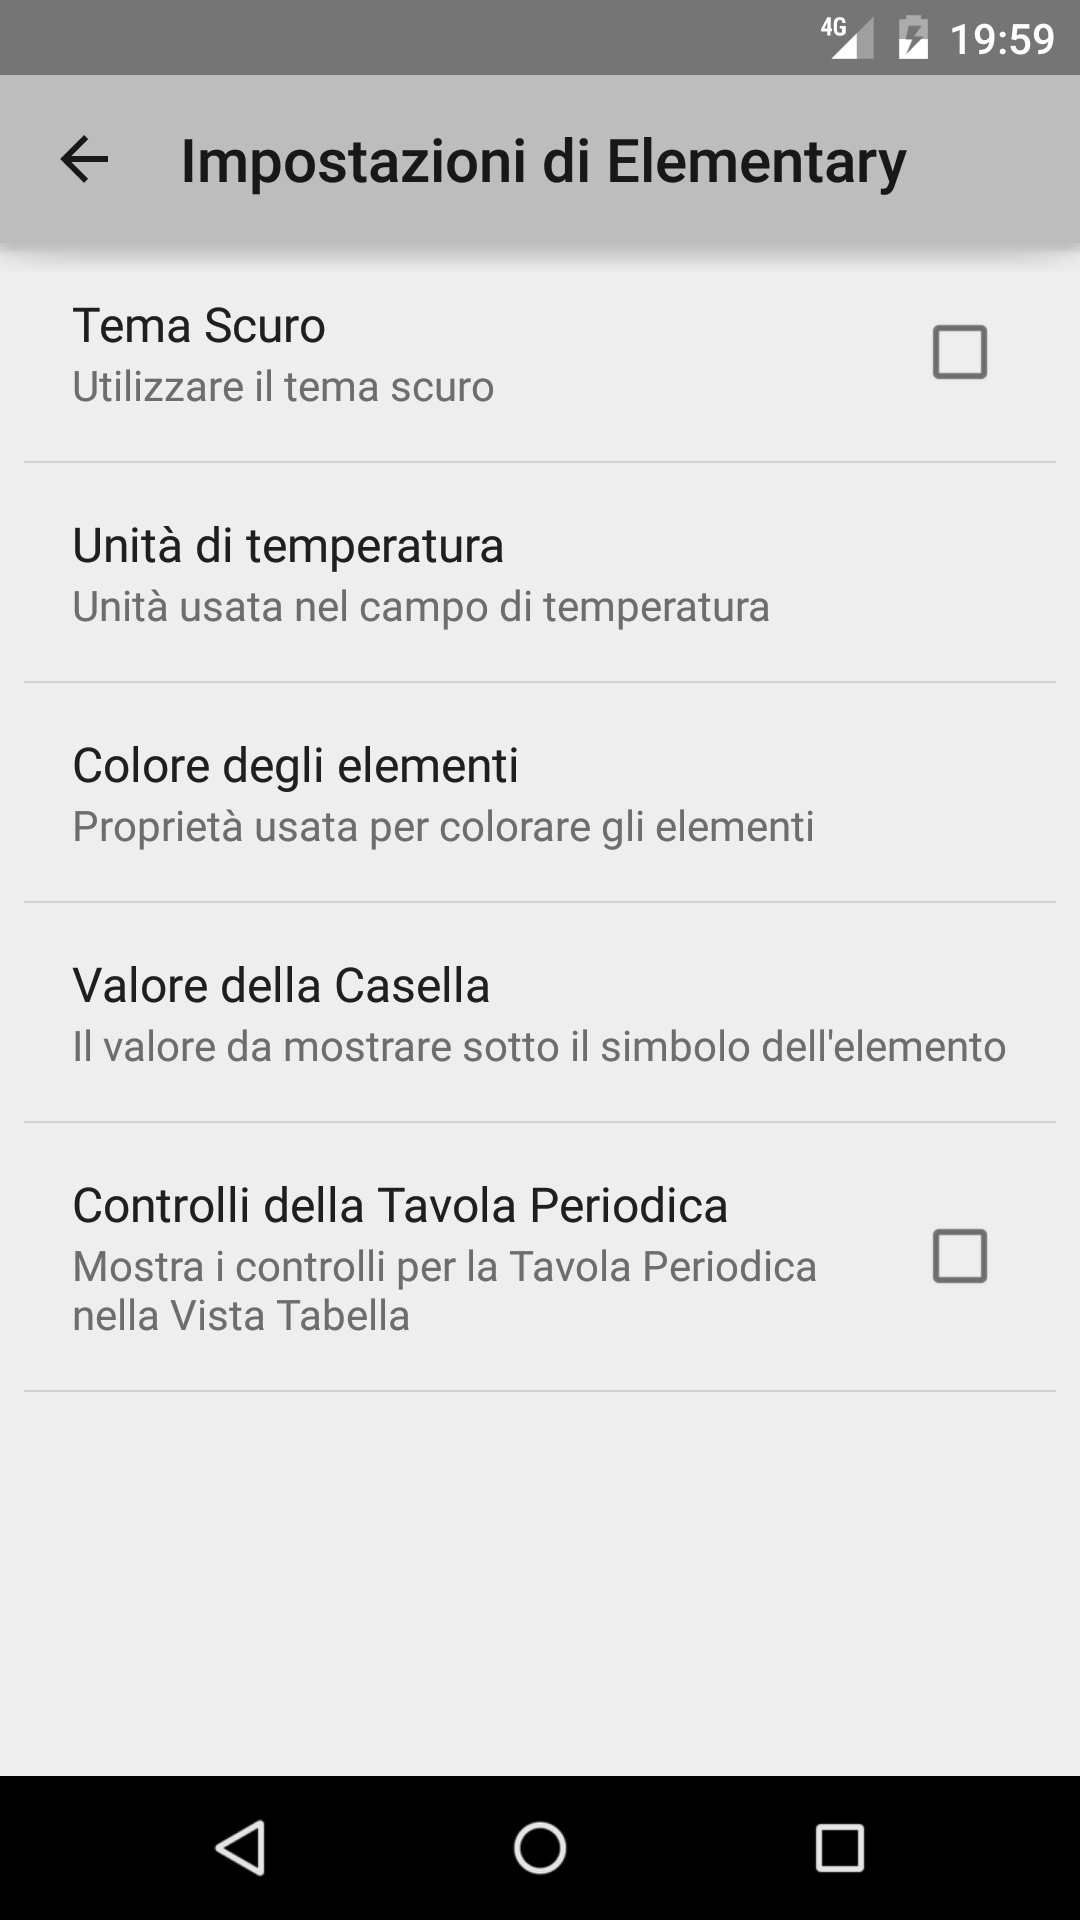 4G 19:59
Impostazioni di Elementary
Tema Scuro
Utilizzare il tema scuro
Unità di temperatura
Unità usata nel campo di temperatura
Colore degli elementi
Proprietà usata per colorare gli elementi
Valore della Casella
Il valore da mostrare sotto il simbolo dell'elemento
Controlli della Tavola Periodica
Mostra i controlli per la Tavola Periodica
nella Vista Tabella